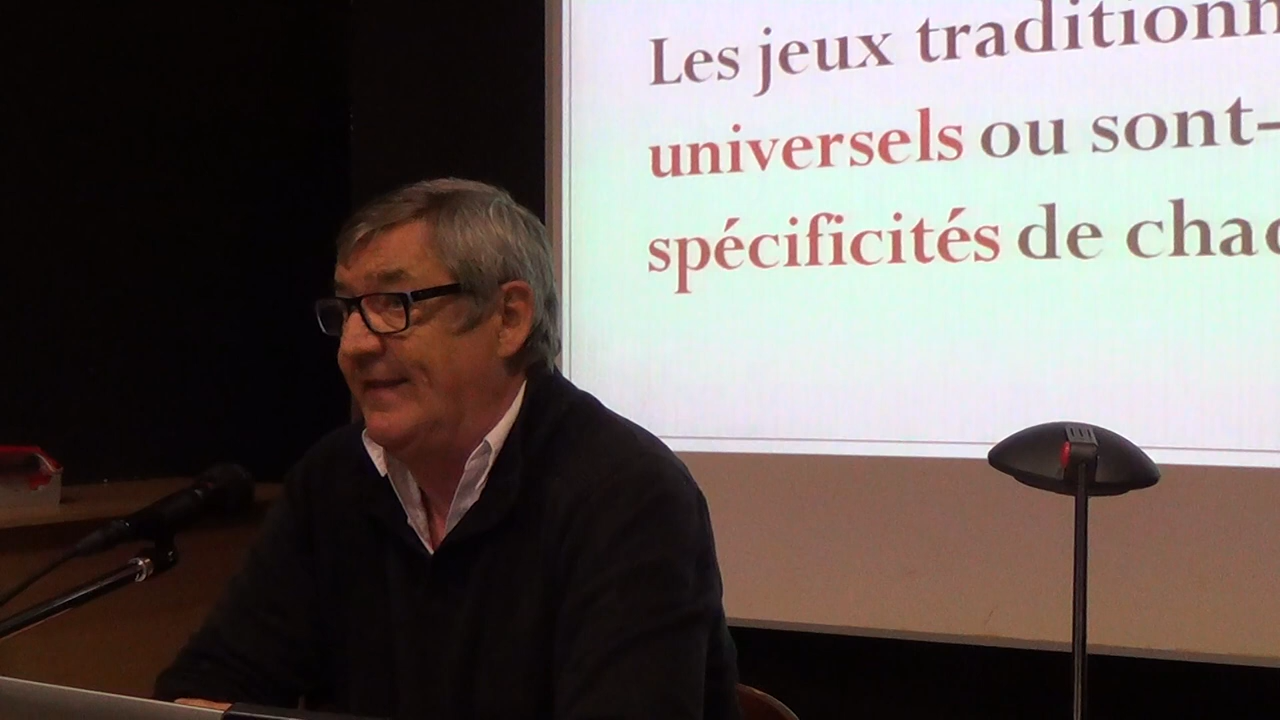 Les jeux traditionn
universels ou sont-
spécificités de chac